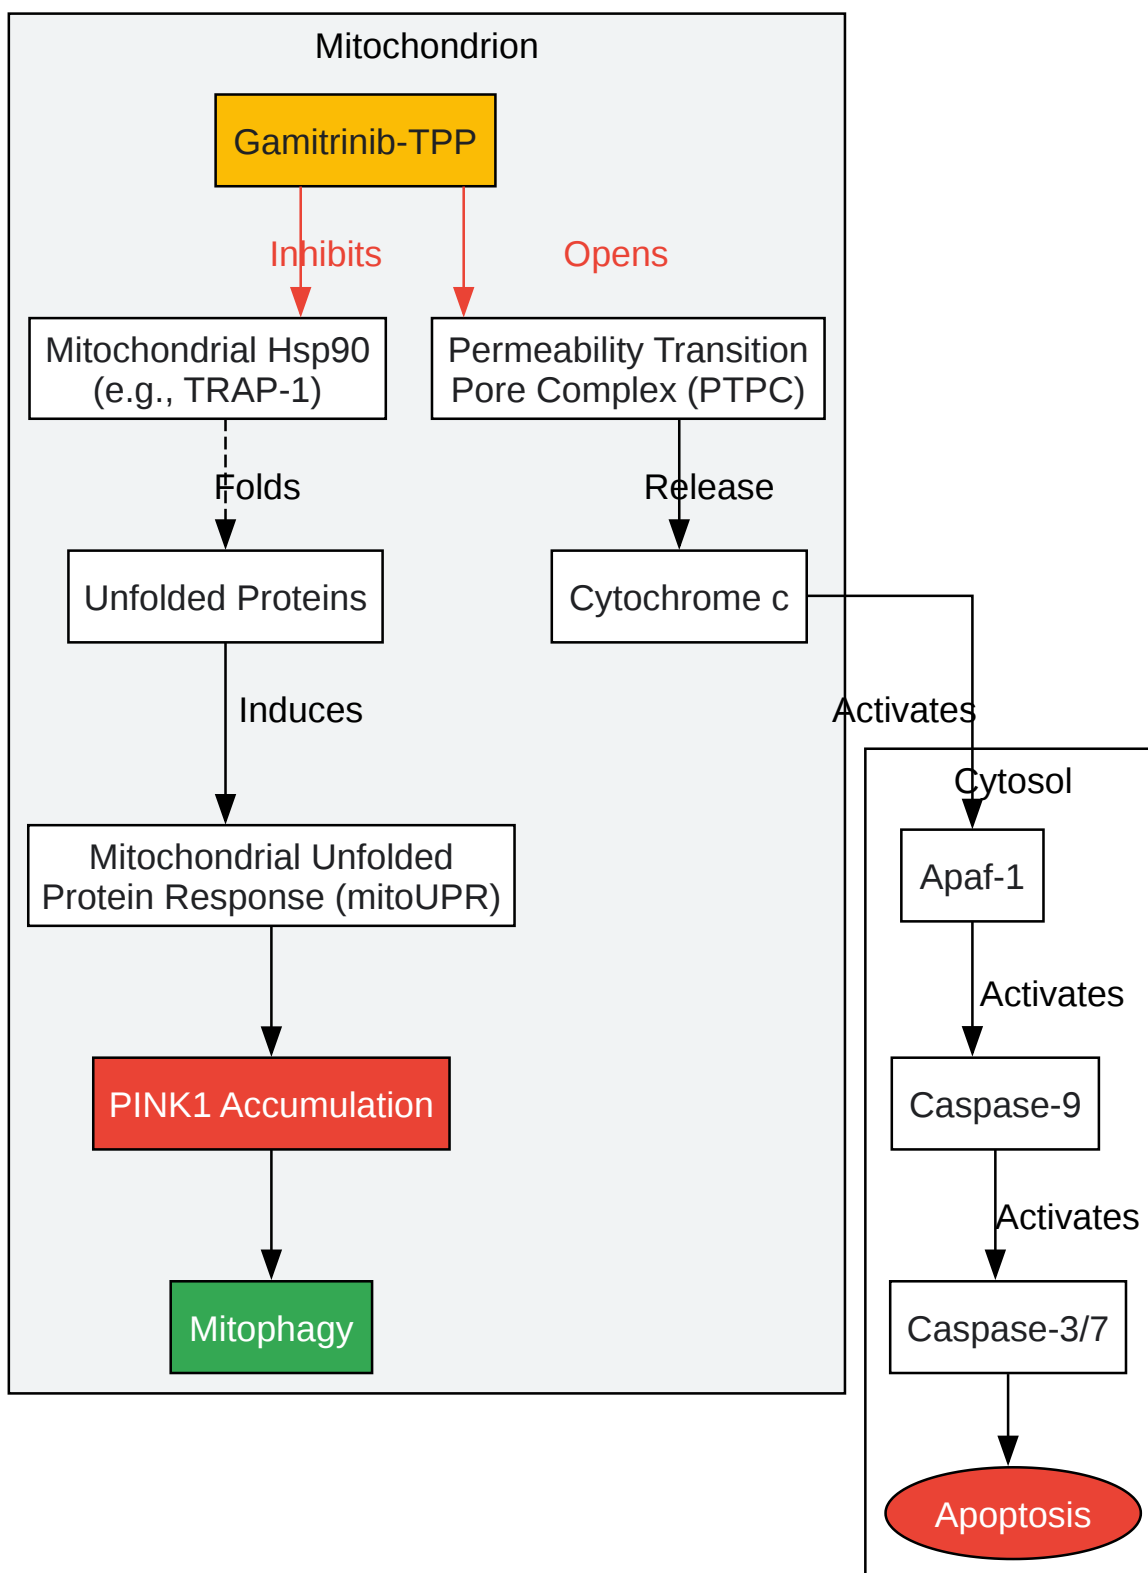 Mitochondrion
Gamitrinib-TPP
Inhibits
Opens
Mitochondrial Hsp90
(e.g., TRAP-1)
Permeability Transition
Pore Complex (PTPC)
Folds
Release
Unfolded Proteins
Cytochrome c
Induces
Activates
Cytosol
Mitochondrial Unfolded
Protein Response (mitoUPR)
Apaf-1
Activates
PINK1 Accumulation
Caspase-9
Activates
Mitophagy
Caspase-3/7
Apoptosis